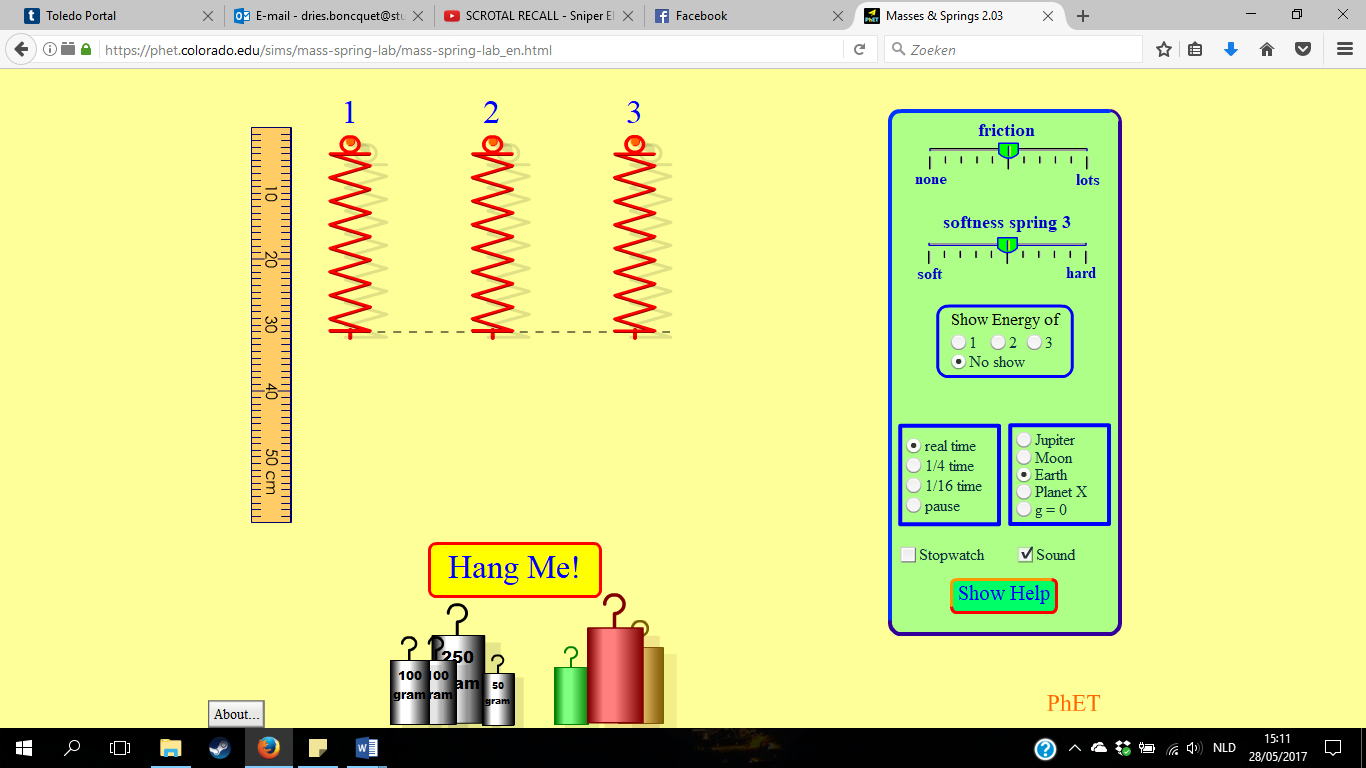 Toledo Portal
E-mail - dries.boncquet@stu
SCROTAL RECALL - Sniper El
Facebook
Masses & Springs 2.03
https://phet.colorado.edu/sims/mass-spring-lab/mass-spring-lab_en.html
Zoeken
1 2 3
10
20
30
40
50 cm
friction
none lots
softness spring 3
soft hard
Show Energy of
1 2 3
No show
real time
1/4 time
1/16 time
pause
Jupiter
Moon
Earth
Planet X
g = 0
Stopwatch
Sound
Show Help
Hang Me!
100
gram
100
ram
250
am
50
gram
About...
PhET
NLD
15:11
28/05/2017